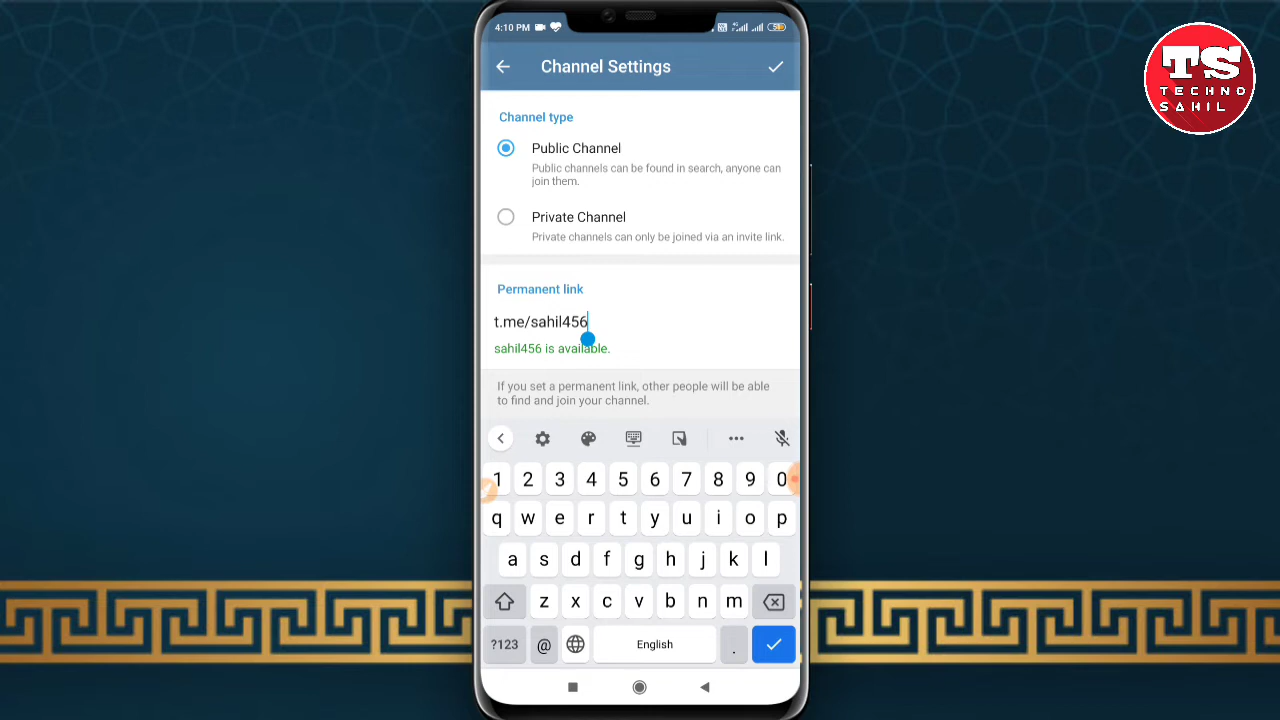 4:10 PM
Channel Settings
TS
TECHNO
SAHIL
Channel type
Public Channel
Public channels can be found in search, anyone can
join them.
Private Channel
Private channels can only be joined via an invite link.
Permanent link
t.me/sahil456
sahil456 is available.
If you set a permanent link, other people will be able
to find and join your channel.
1 2 3 4 5 6 7 8 9 0
q w e r t y u i o p
a s d f g h j k l
z x c v b n m
?123 @ English .